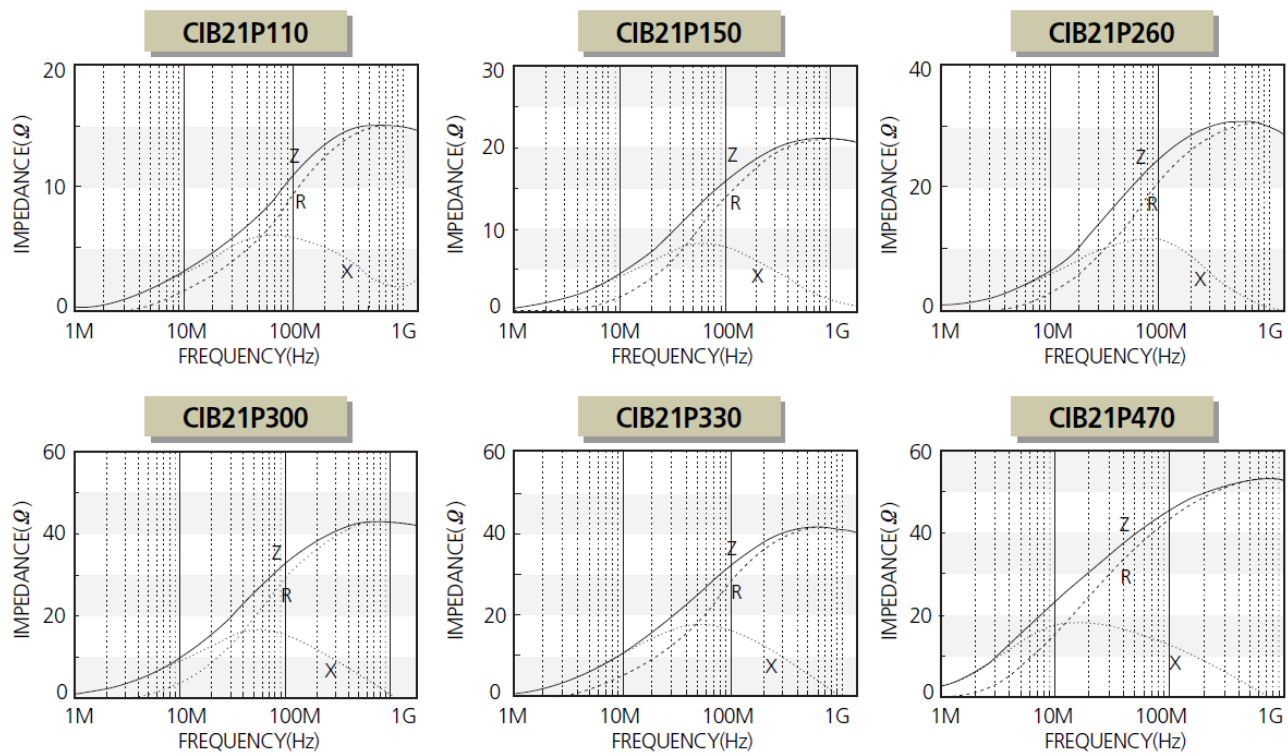 CIB21P110
IMPEDANCE(Ω)
20
10
0
Z
R
X
1M 10M 100M 1G
FREQUENCY(Hz)
CIB21P150
IMPEDANCE(Ω)
30
20
10
0
Z
R
X
1M 10M 100M 1G
FREQUENCY(Hz)
CIB21P260
IMPEDANCE(Ω)
40
20
0
Z
R
X
1M 10M 100M 1G
FREQUENCY(Hz)
CIB21P300
IMPEDANCE(Ω)
60
40
20
0
Z
R
X
1M 10M 100M 1G
FREQUENCY(Hz)
CIB21P330
IMPEDANCE(Ω)
60
40
20
0
Z
R
X
1M 10M 100M 1G
FREQUENCY(Hz)
CIB21P470
IMPEDANCE(Ω)
60
40
20
0
Z
R
X
1M 10M 100M 1G
FREQUENCY(Hz)